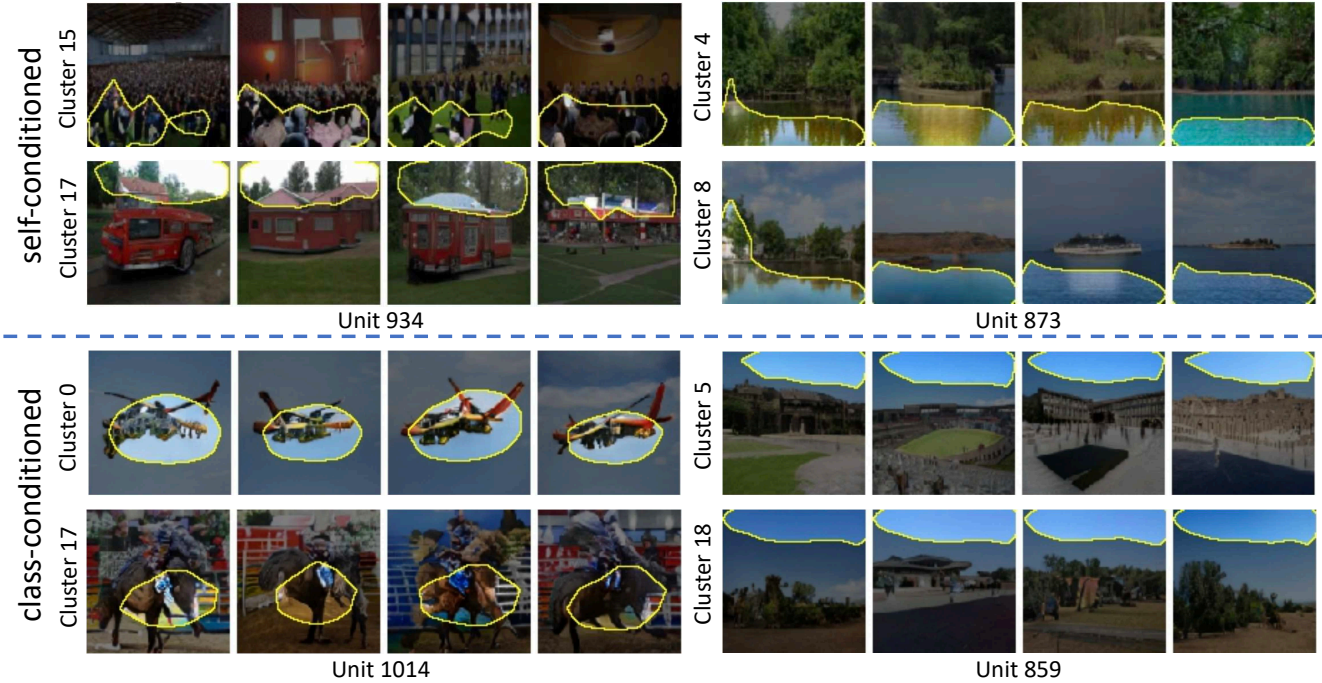 self-conditioned
Cluster 15
Cluster 17
Unit 934
Cluster 4
Cluster 8
Unit 873
class-conditioned
Cluster 0
Cluster 17
Unit 1014
Cluster 5
Cluster 18
Unit 859